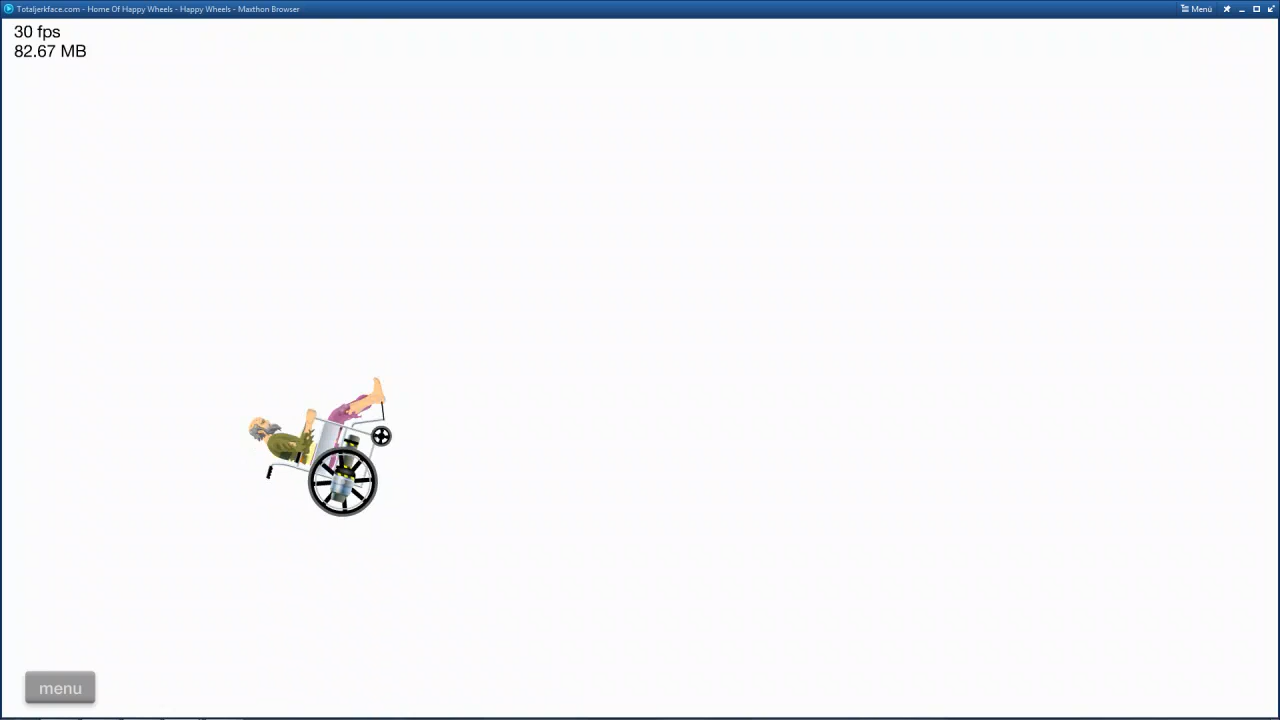 Totaljerkface.com - Home Of Happy Wheels - Happy Wheels - Maxthon Browser
Menü
30 fps
82.67 MB
menu